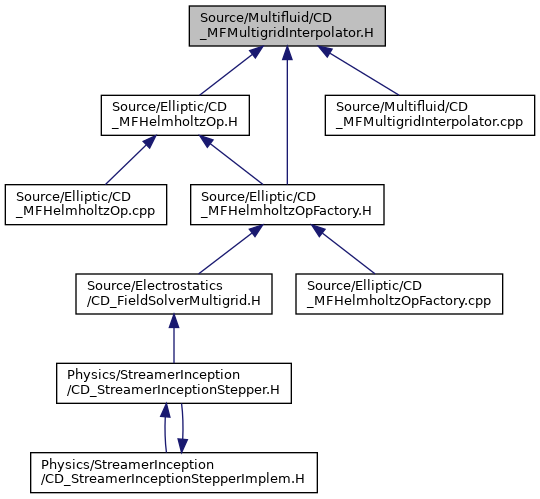 Source/Multifluid/CD
_MFMultigridInterpolator.H
Source/Elliptic/CD
_MFHelmholtzOp.H
Source/Multifluid/CD
_MFMultigridInterpolator.cpp
Source/Elliptic/CD
_MFHelmholtzOp.cpp
Source/Elliptic/CD
_MFHelmholtzOpFactory.H
Source/Electrostatics
/CD_FieldSolverMultigrid.H
Source/Elliptic/CD
_MFHelmholtzOpFactory.cpp
Physics/StreamerInception
/CD_StreamerInceptionStepper.H
Physics/StreamerInception
/CD_StreamerInceptionStepperImplem.H